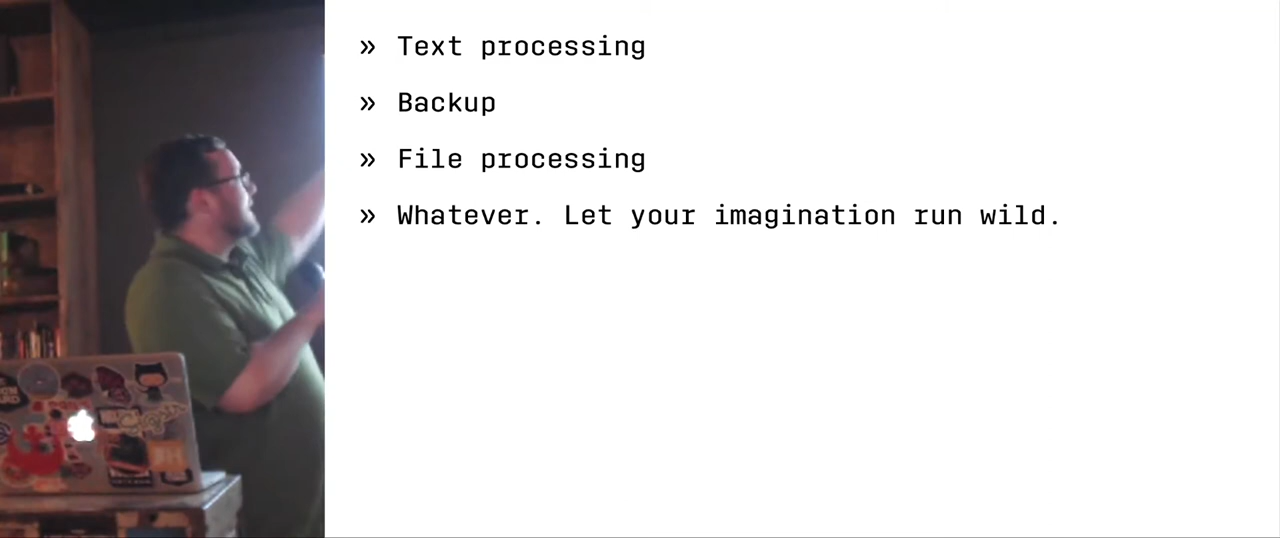 » Text processing
» Backup
» File processing
» Whatever. Let your imagination run wild.